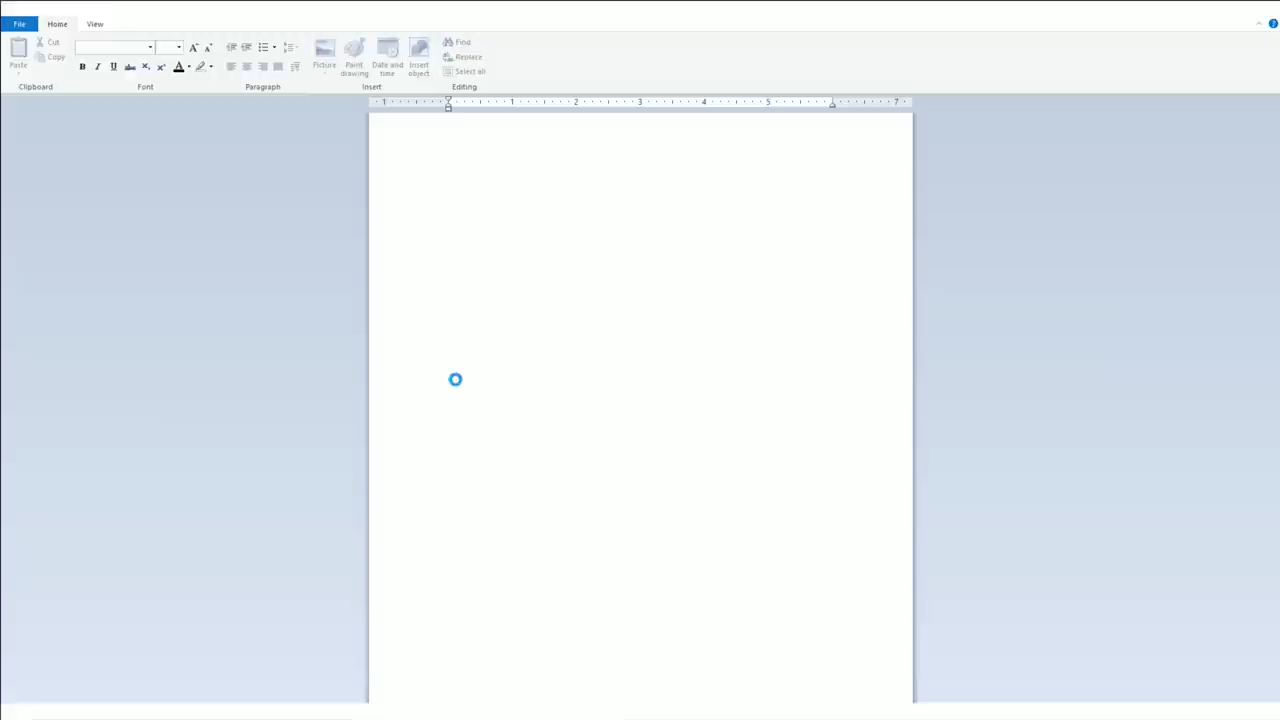 File Home View
Cut
Copy
Paste
Find
Replace
Select all
Picture
Paint drawing
Date and time
Insert object
Clipboard Font Paragraph Insert Editing
1 1 2 3 4 5 7